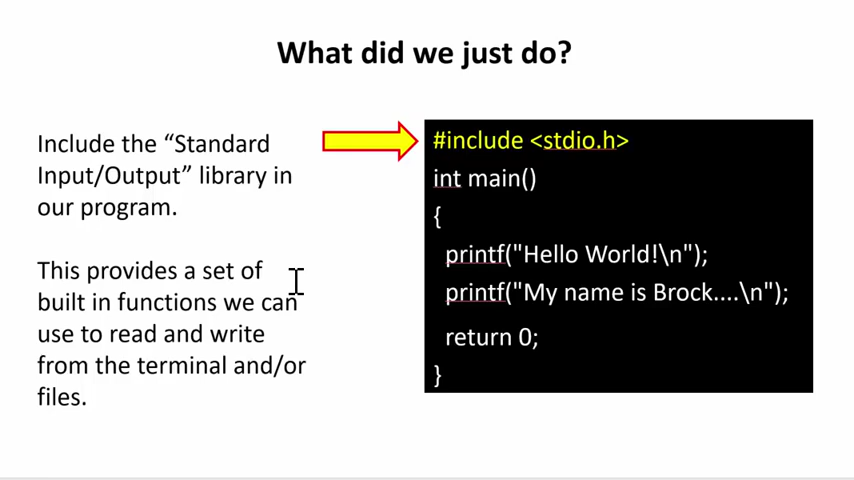 What did we just do?
Include the “Standard
Input/Output” library in
our program.
This provides a set of
built in functions we can
use to read and write
from the terminal and/or
files.
#include <stdio.h>
int main()
{
printf("Hello World!\n");
printf("My name is Brock....\n");
return 0;
}